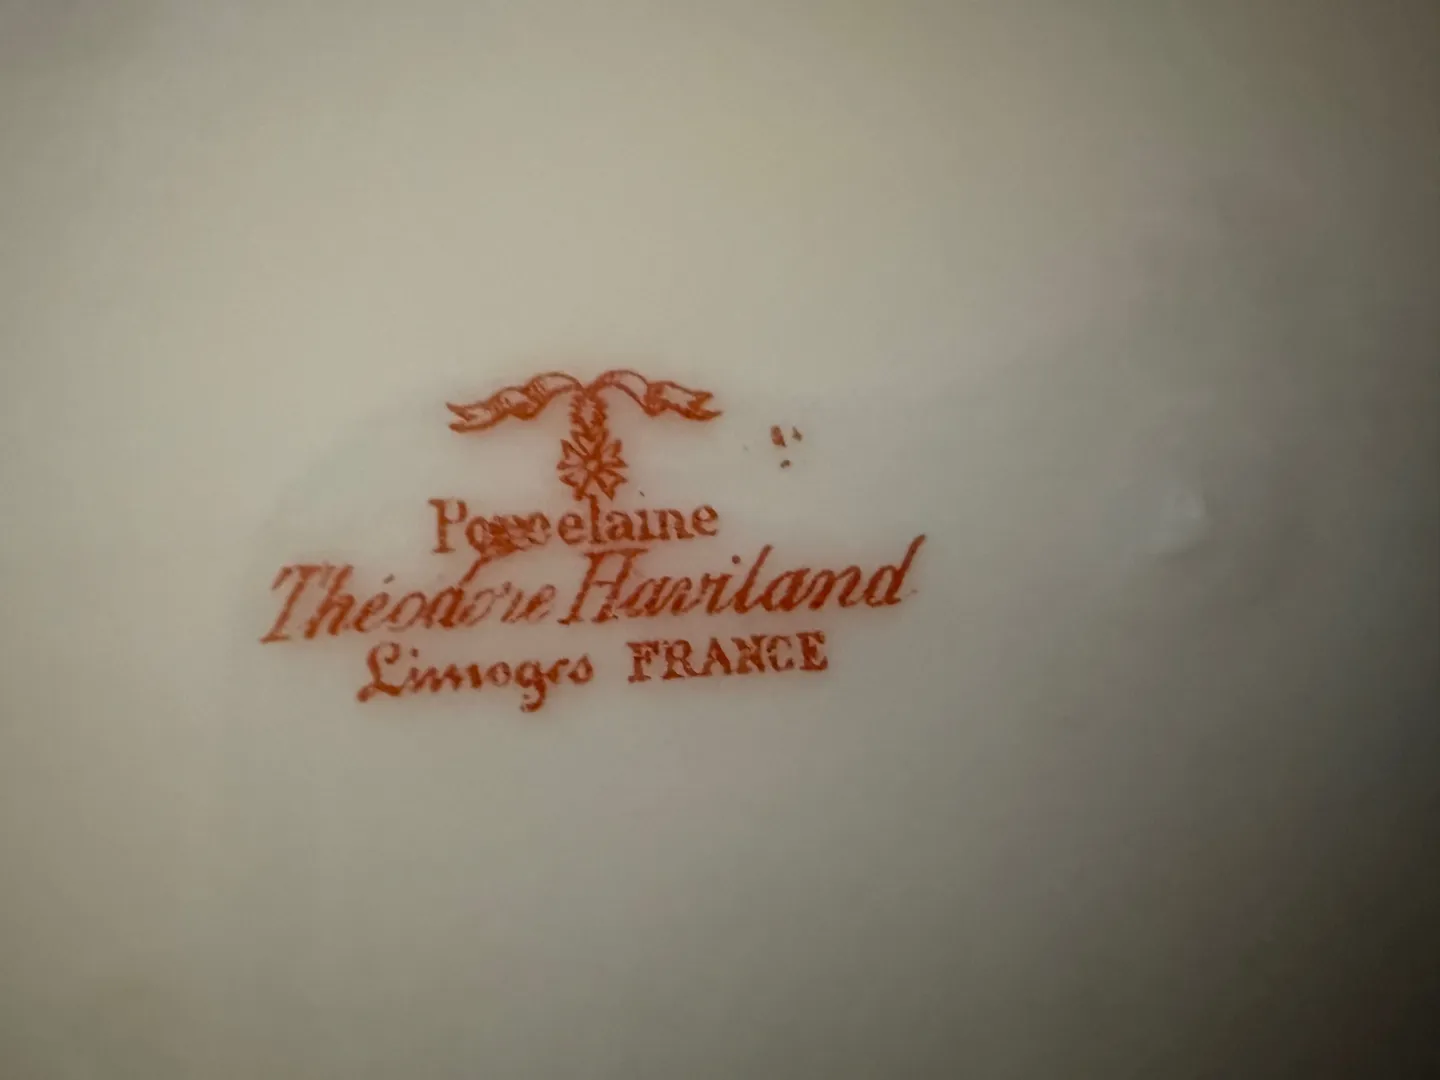 Porcelaine
Théodore Haviland
Limoges FRANCE